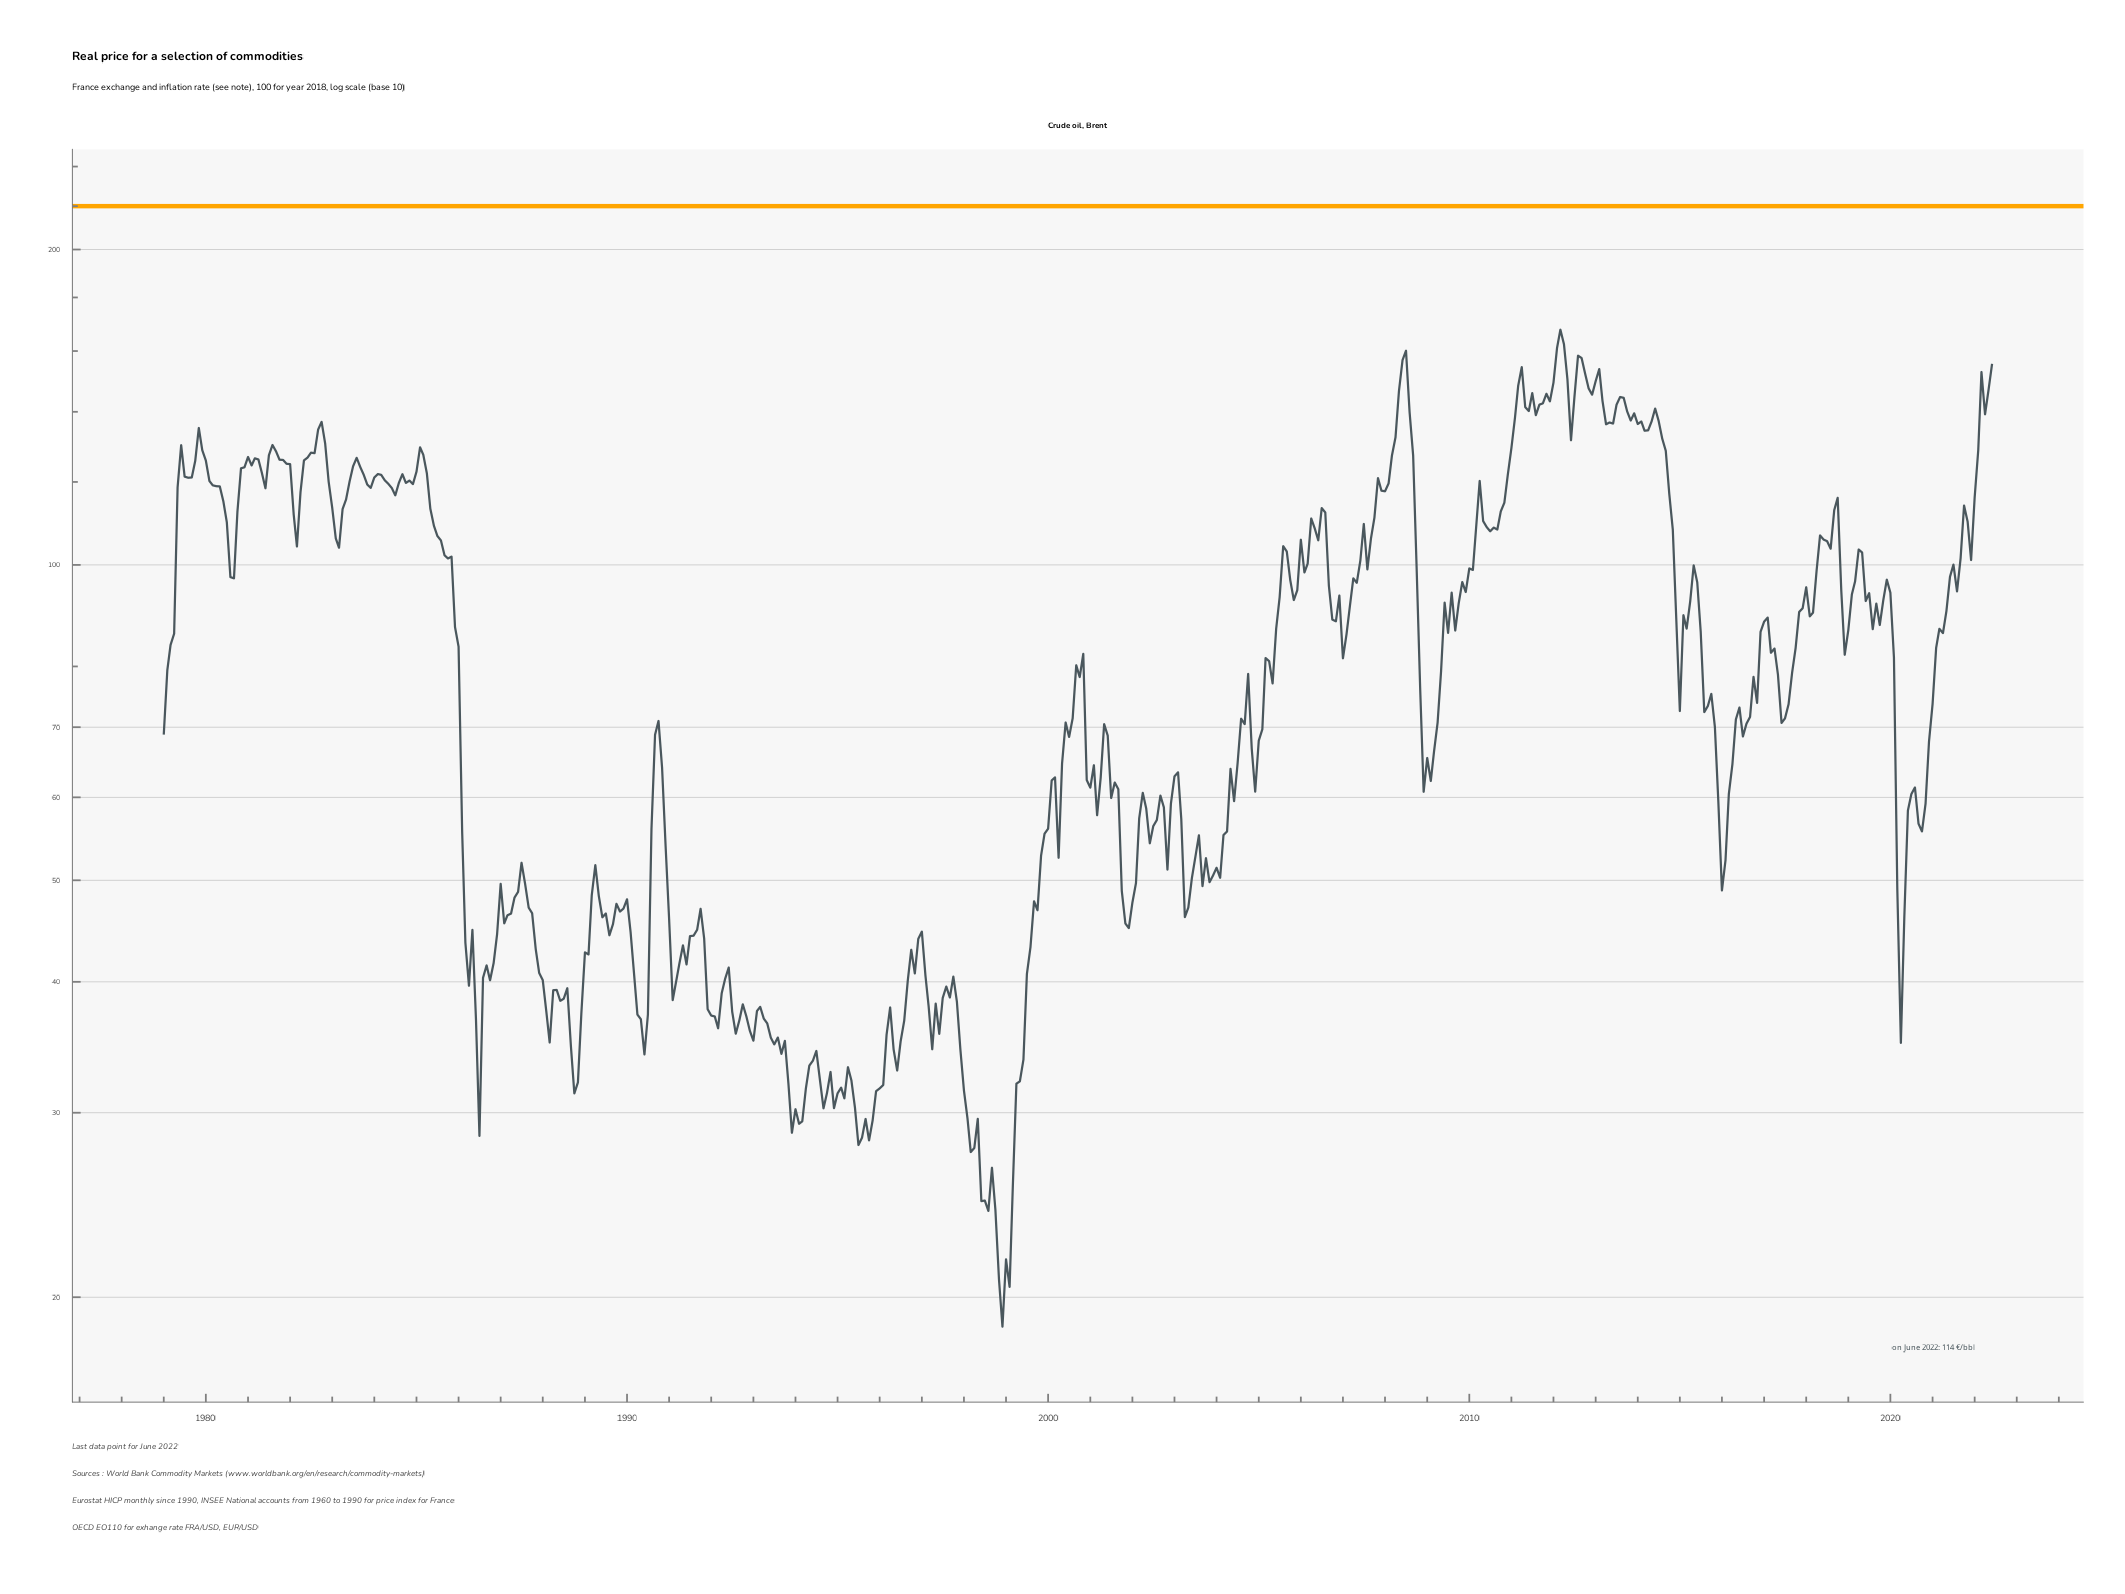 Real price for a selection of commodities
France exchange and inflation rate (see note), 100 for year 2018, log scale (base 10)
Crude oil, Brent
200
100
70
60
50
40
30
20
on June 2022: 114 €/bbl
1980
1990
2000
2010
2020
Last data point for June 2022
Sources : World Bank Commodity Markets (www.worldbank.org/en/research/commodity-markets)
Eurostat HICP monthly since 1990, INSEE National accounts from 1960 to 1990 for price index for France
OECD EO110 for exhange rate FRA/USD, EUR/USD